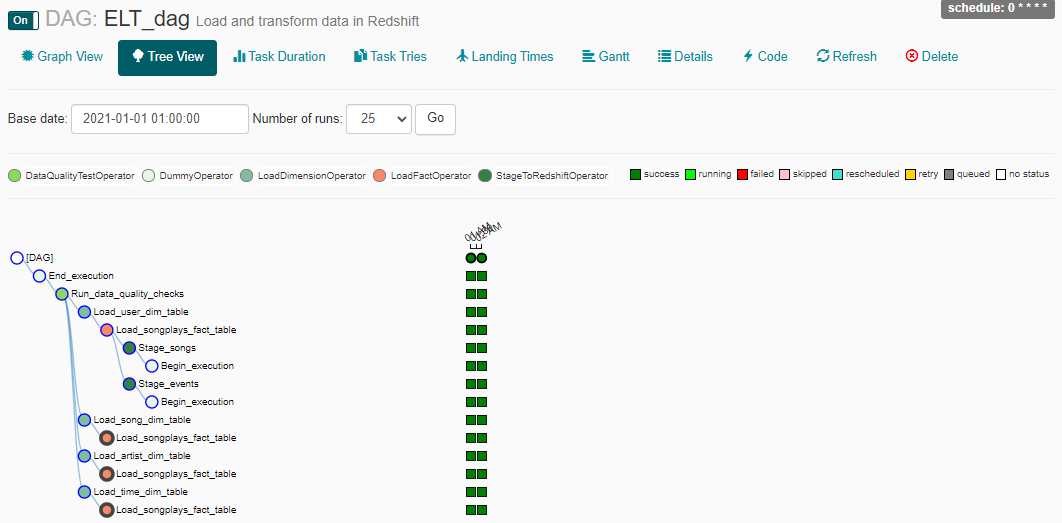 On DAG: ELT_dag Load and transform data in Redshift
schedule: 0 * * * *
Graph View Tree View Task Duration Task Tries Landing Times Gantt Details Code Refresh Delete
Base date: 2021-01-01 01:00:00 Number of runs: 25 Go
DataQualityTestOperator DummyOperator LoadDimensionOperator LoadFactOperator StageToRedshiftOperator success running failed skipped rescheduled retry queued no status
[DAG]
End_execution
Run_data_quality_checks
Load_user_dim_table
Load_songplays_fact_table
Stage_songs
Begin_execution
Stage_events
Begin_execution
Load_song_dim_table
Load_songplays_fact_table
Load_artist_dim_table
Load_songplays_fact_table
Load_time_dim_table
Load_songplays_fact_table